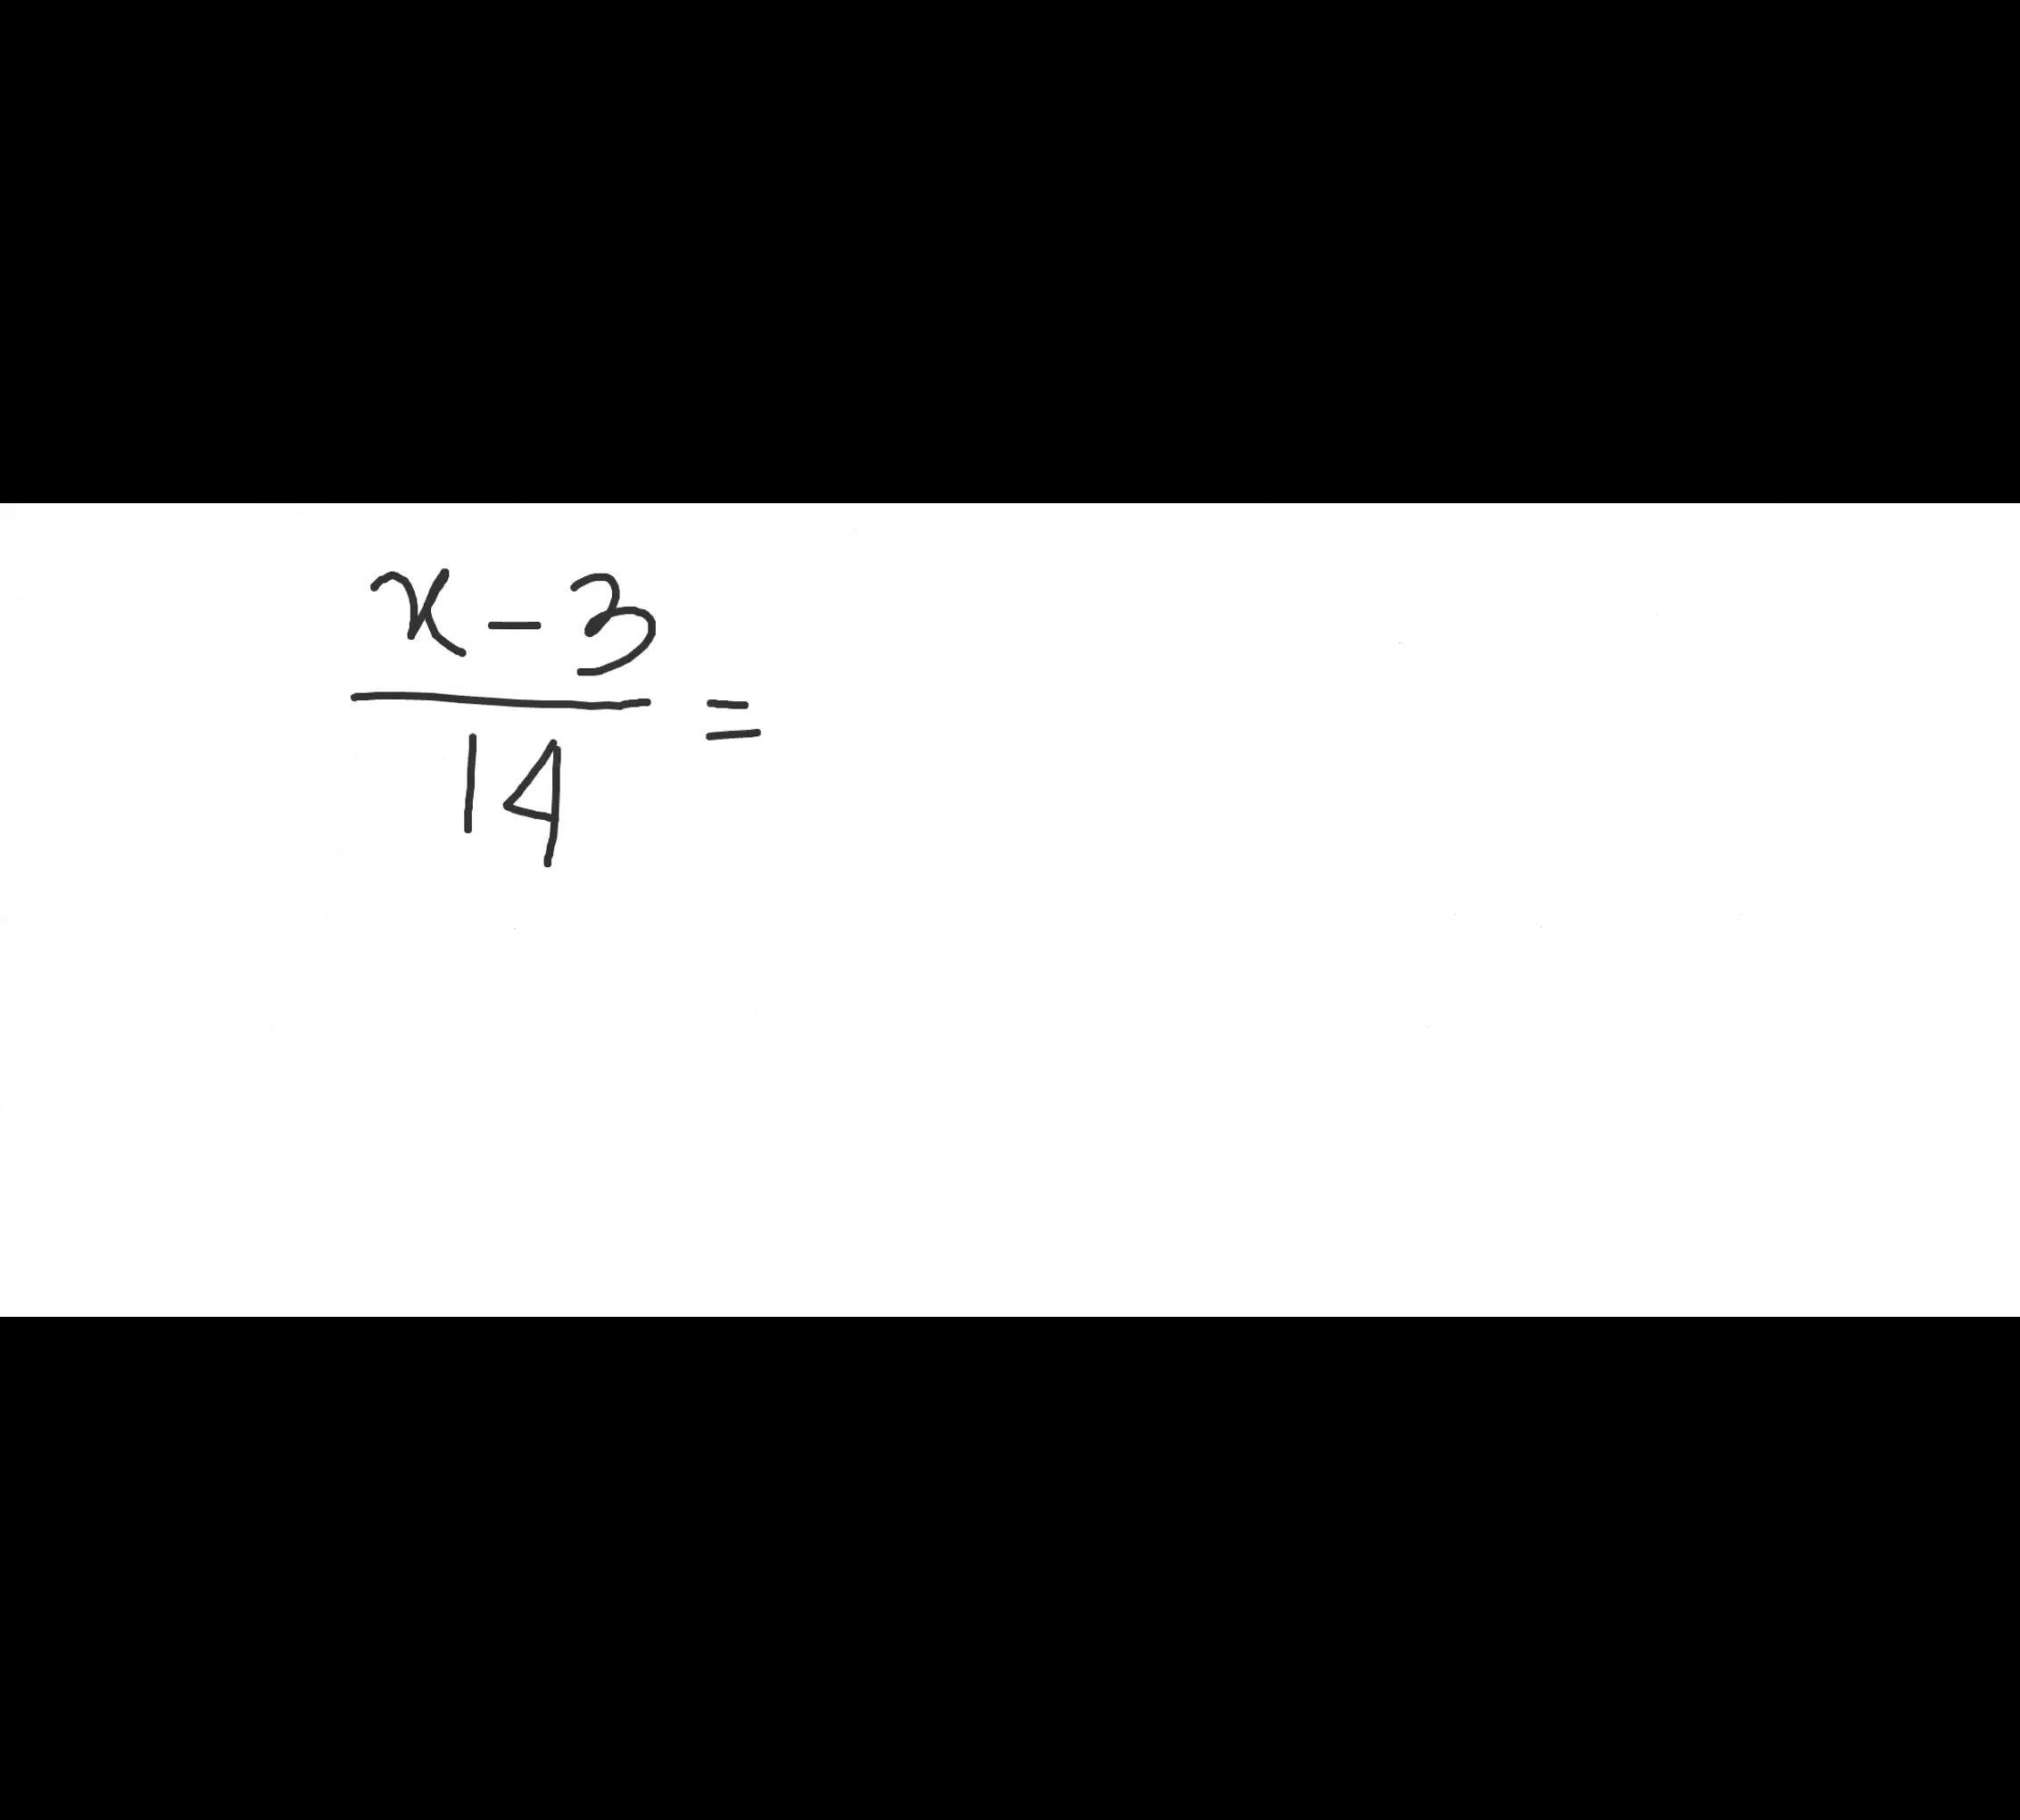 x - 3
14 =